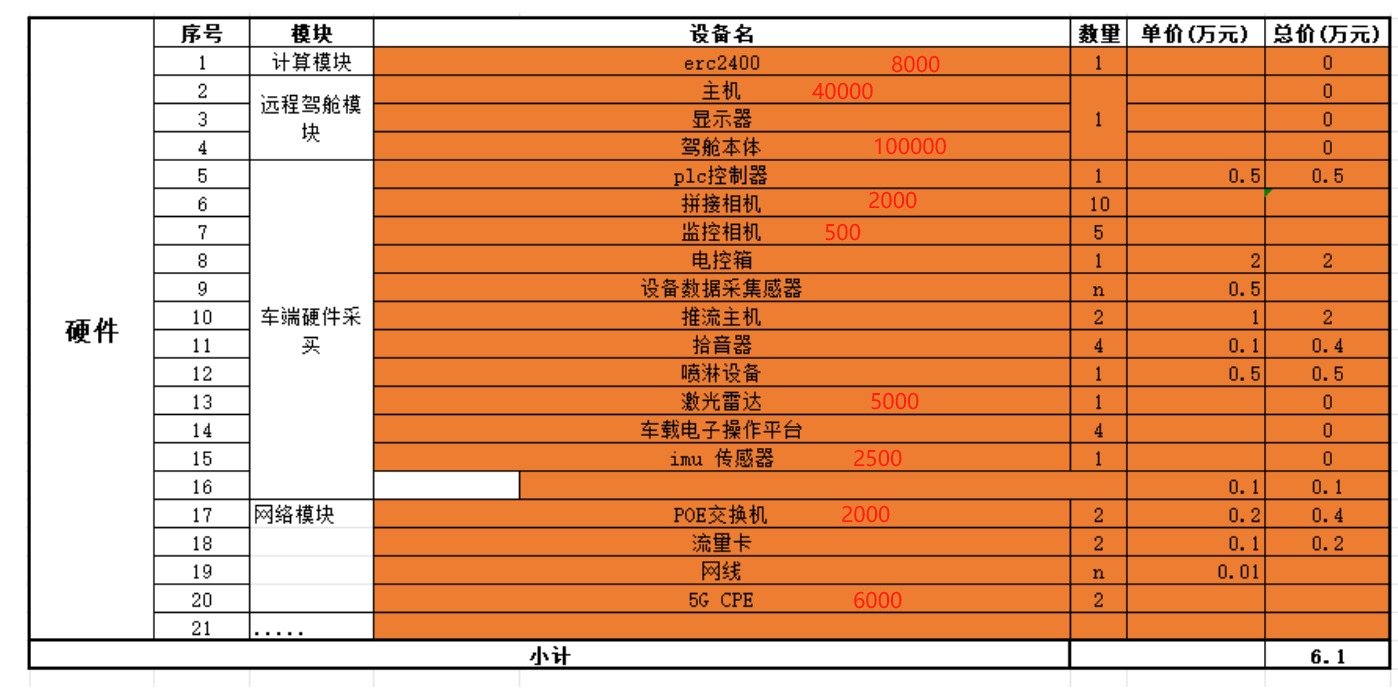 序号 模块 设备名 数量 单价(万元) 总价(万元)
硬件
1 计算模块 erc2400 8000 1 0
远程驾舱模块
2 主机 40000 0
3 显示器 1 0
4 驾舱本体 100000 0
车端硬件采买
5 plc控制器 1 0.5 0.5
6 拼接相机 2000 10
7 监控相机 500 5
8 电控箱 1 2 2
9 设备数据采集感器 n 0.5
10 推流主机 2 1 2
11 拾音器 4 0.1 0.4
12 喷淋设备 1 0.5 0.5
13 激光雷达 5000 1 0
14 车载电子操作平台 4 0
15 imu 传感器 2500 1 0
16 0.1 0.1
17 网络模块 POE交换机 2000 2 0.2 0.4
18 流量卡 2 0.1 0.2
19 网线 n 0.01
20 5G CPE 6000 2
21 .....
小计 6.1